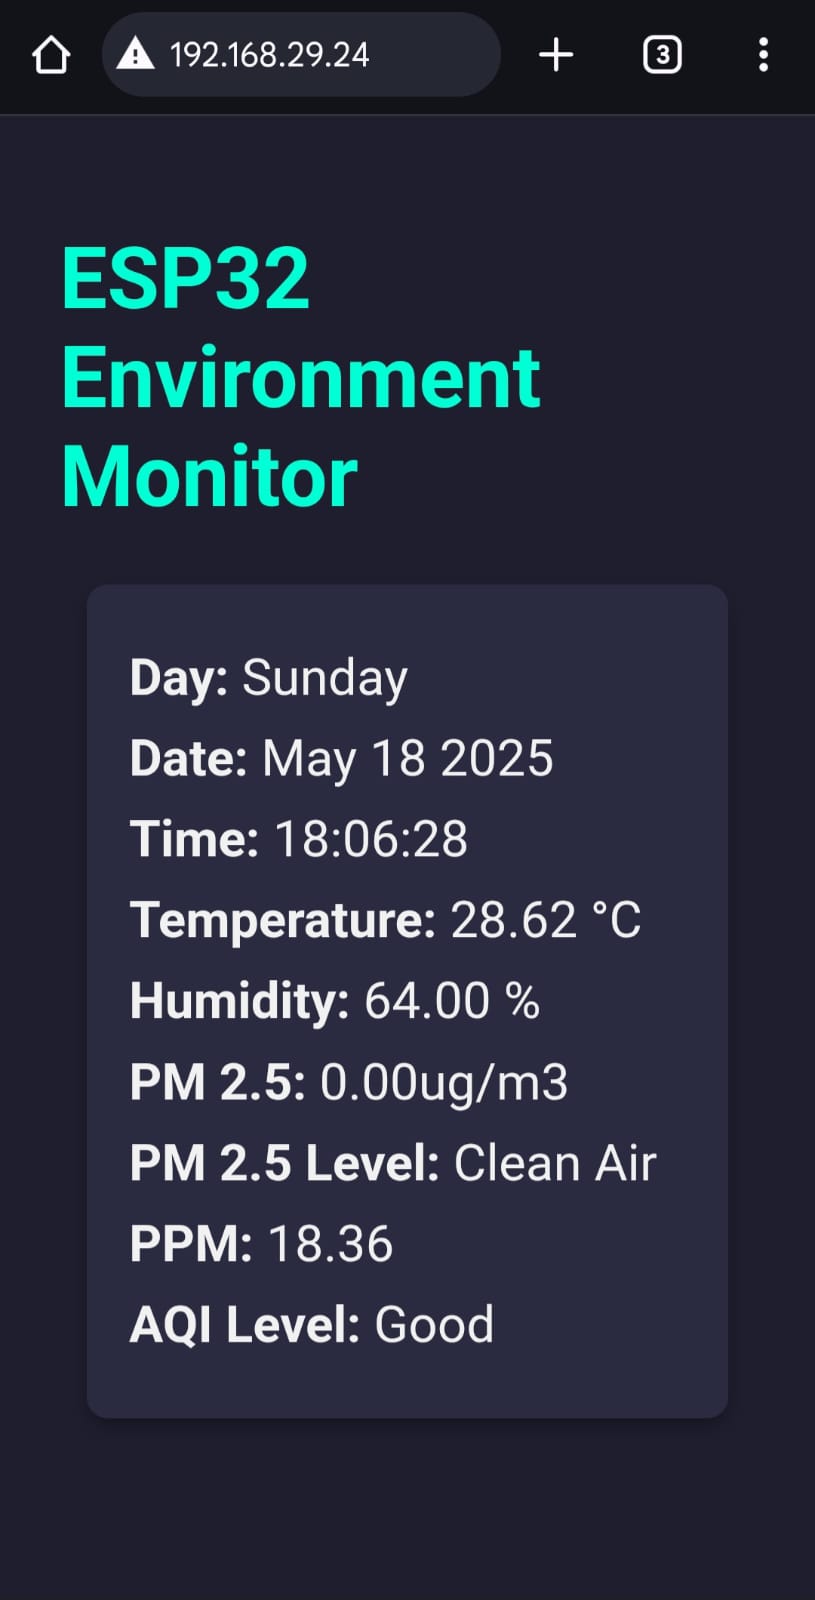 192.168.29.24
3
ESP32
Environment
Monitor
Day: Sunday
Date: May 18 2025
Time: 18:06:28
Temperature: 28.62 °C
Humidity: 64.00 %
PM 2.5: 0.00ug/m3
PM 2.5 Level: Clean Air
PPM: 18.36
AQI Level: Good